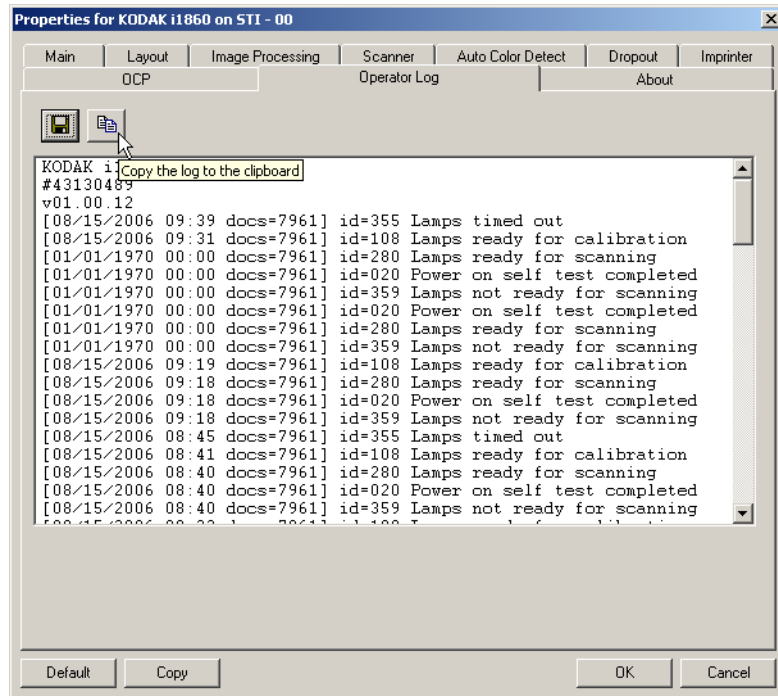 Properties for KODAK i1860 on STI - 00
Main Layout Image Processing Scanner Auto Color Detect Dropout Imprinter
OCP Operator Log About
KODAK
Copy the log to the clipboard
#43130489
v01.00.12
[08/15/2006 09:39 docs=7961] id=355 Lamps timed out
[08/15/2006 09:31 docs=7961] id=108 Lamps ready for calibration
[01/01/1970 00:00 docs=7961] id=280 Lamps ready for scanning
[01/01/1970 00:00 docs=7961] id=020 Power on self test completed
[01/01/1970 00:00 docs=7961] id=359 Lamps not ready for scanning
[01/01/1970 00:00 docs=7961] id=020 Power on self test completed
[01/01/1970 00:00 docs=7961] id=280 Lamps ready for scanning
[01/01/1970 00:00 docs=7961] id=359 Lamps not ready for scanning
[08/15/2006 09:19 docs=7961] id=108 Lamps ready for calibration
[08/15/2006 09:18 docs=7961] id=280 Lamps ready for scanning
[08/15/2006 09:18 docs=7961] id=020 Power on self test completed
[08/15/2006 09:18 docs=7961] id=359 Lamps not ready for scanning
[08/15/2006 08:45 docs=7961] id=355 Lamps timed out
[08/15/2006 08:41 docs=7961] id=108 Lamps ready for calibration
[08/15/2006 08:40 docs=7961] id=280 Lamps ready for scanning
[08/15/2006 08:40 docs=7961] id=020 Power on self test completed
[08/15/2006 08:40 docs=7961] id=359 Lamps not ready for scanning
Default Copy OK Cancel